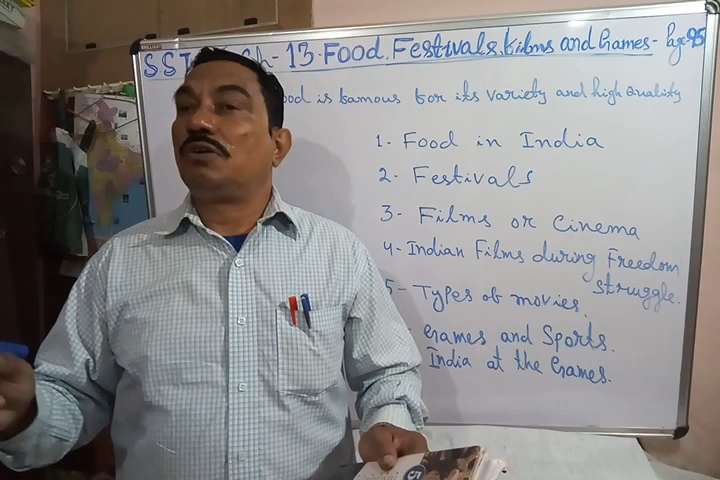 BRILLIANT
SST Ch-13. Food, Festivals, Films and Games - Page-95
food is famous for its variety and high quality
1- Food in India
2- Festivals
3- Films or Cinema
4- Indian Films during Freedom
struggle.
5- Types of movies.
Games and Sports.
India at the Games.
5